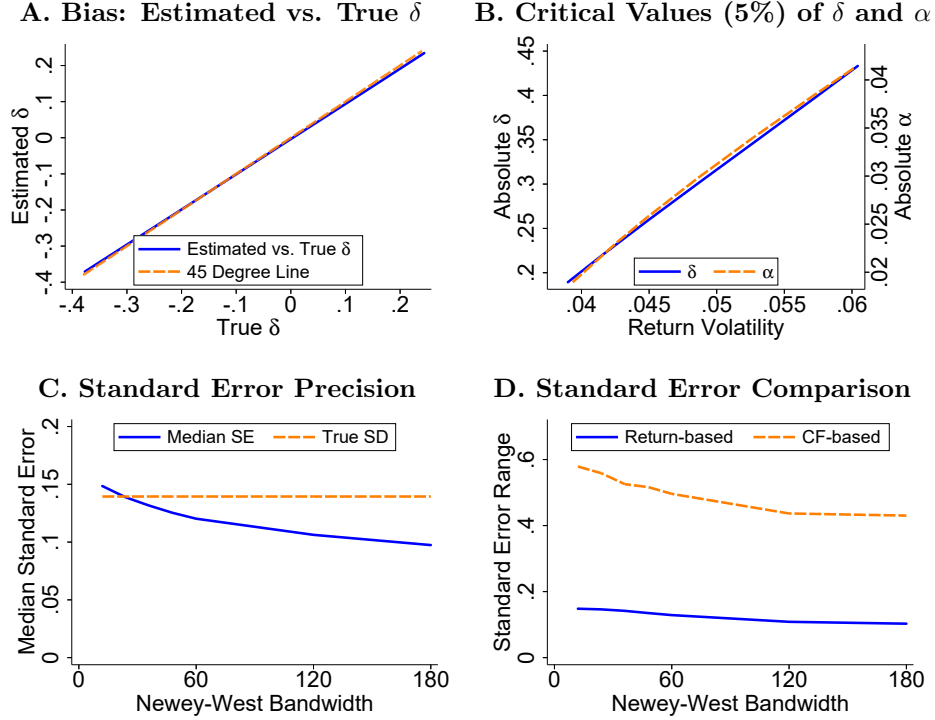 A. Bias: Estimated vs. True δ
Estimated δ
.2
.1
0
-.1
-.2
-.3
-.4
Estimated vs. True δ
45 Degree Line
-.4 -.3 -.2 -.1 0 .1 .2
True δ
B. Critical Values (5%) of δ and α
Absolute δ
.45
.4
.35
.3
.25
.2
.04
.035
.03
.025
.02
Absolute α
δ α
.04 .045 .05 .055 .06
Return Volatility
C. Standard Error Precision
Median Standard Error
.2
.15
.1
.05
0
Median SE True SD
0 60 120 180
Newey-West Bandwidth
D. Standard Error Comparison
Standard Error Range
.6
.4
.2
0
Return-based CF-based
0 60 120 180
Newey-West Bandwidth